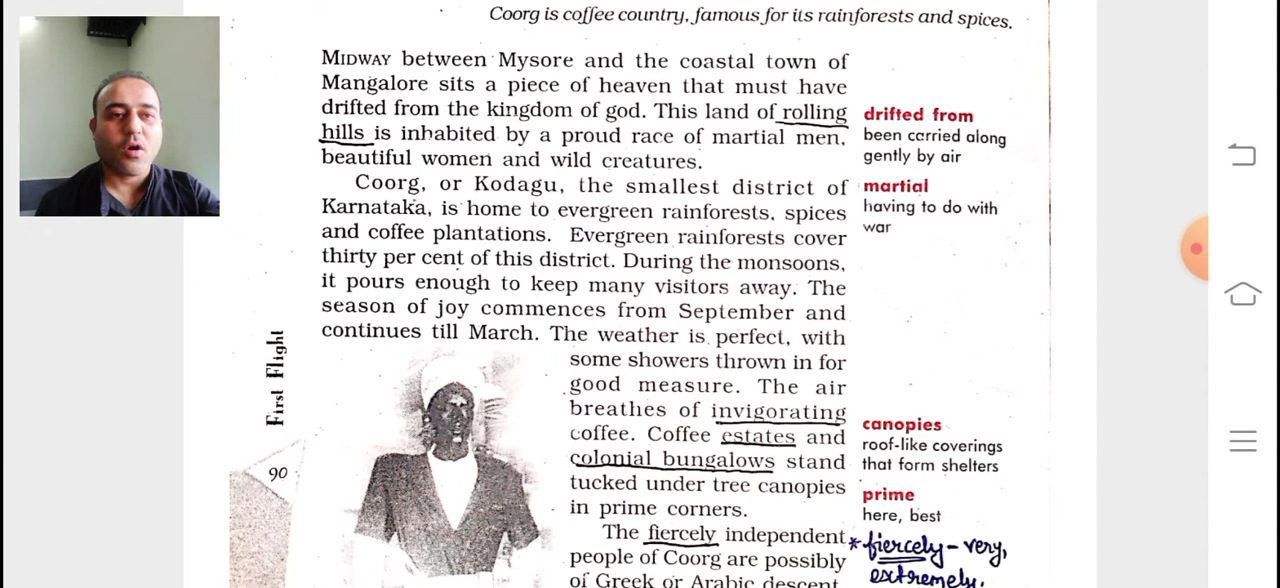 Coorg is coffee country, famous for its rainforests and spices.
MIDWAY between Mysore and the coastal town of
Mangalore sits a piece of heaven that must have
drifted from the kingdom of god. This land of rolling
hills is inhabited by a proud race of martial men,
beautiful women and wild creatures.
Coorg, or Kodagu, the smallest district of
Karnataka, is home to evergreen rainforests, spices
and coffee plantations. Evergreen rainforests cover
thirty per cent of this district. During the monsoons,
it pours enough to keep many visitors away. The
season of joy commences from September and
continues till March. The weather is perfect, with
some showers thrown in for
good measure. The air
breathes of invigorating
coffee. Coffee estates and
colonial bungalows stand
tucked under tree canopies
in prime corners.
The fiercely independent
people of Coorg are possibly
of Greek or Arabic descent.
drifted from
been carried along
gently by air
martial
having to do with
war
canopies
roof-like coverings
that form shelters
prime
here, best
*fiercely - very,
extremely.
First Flight
90